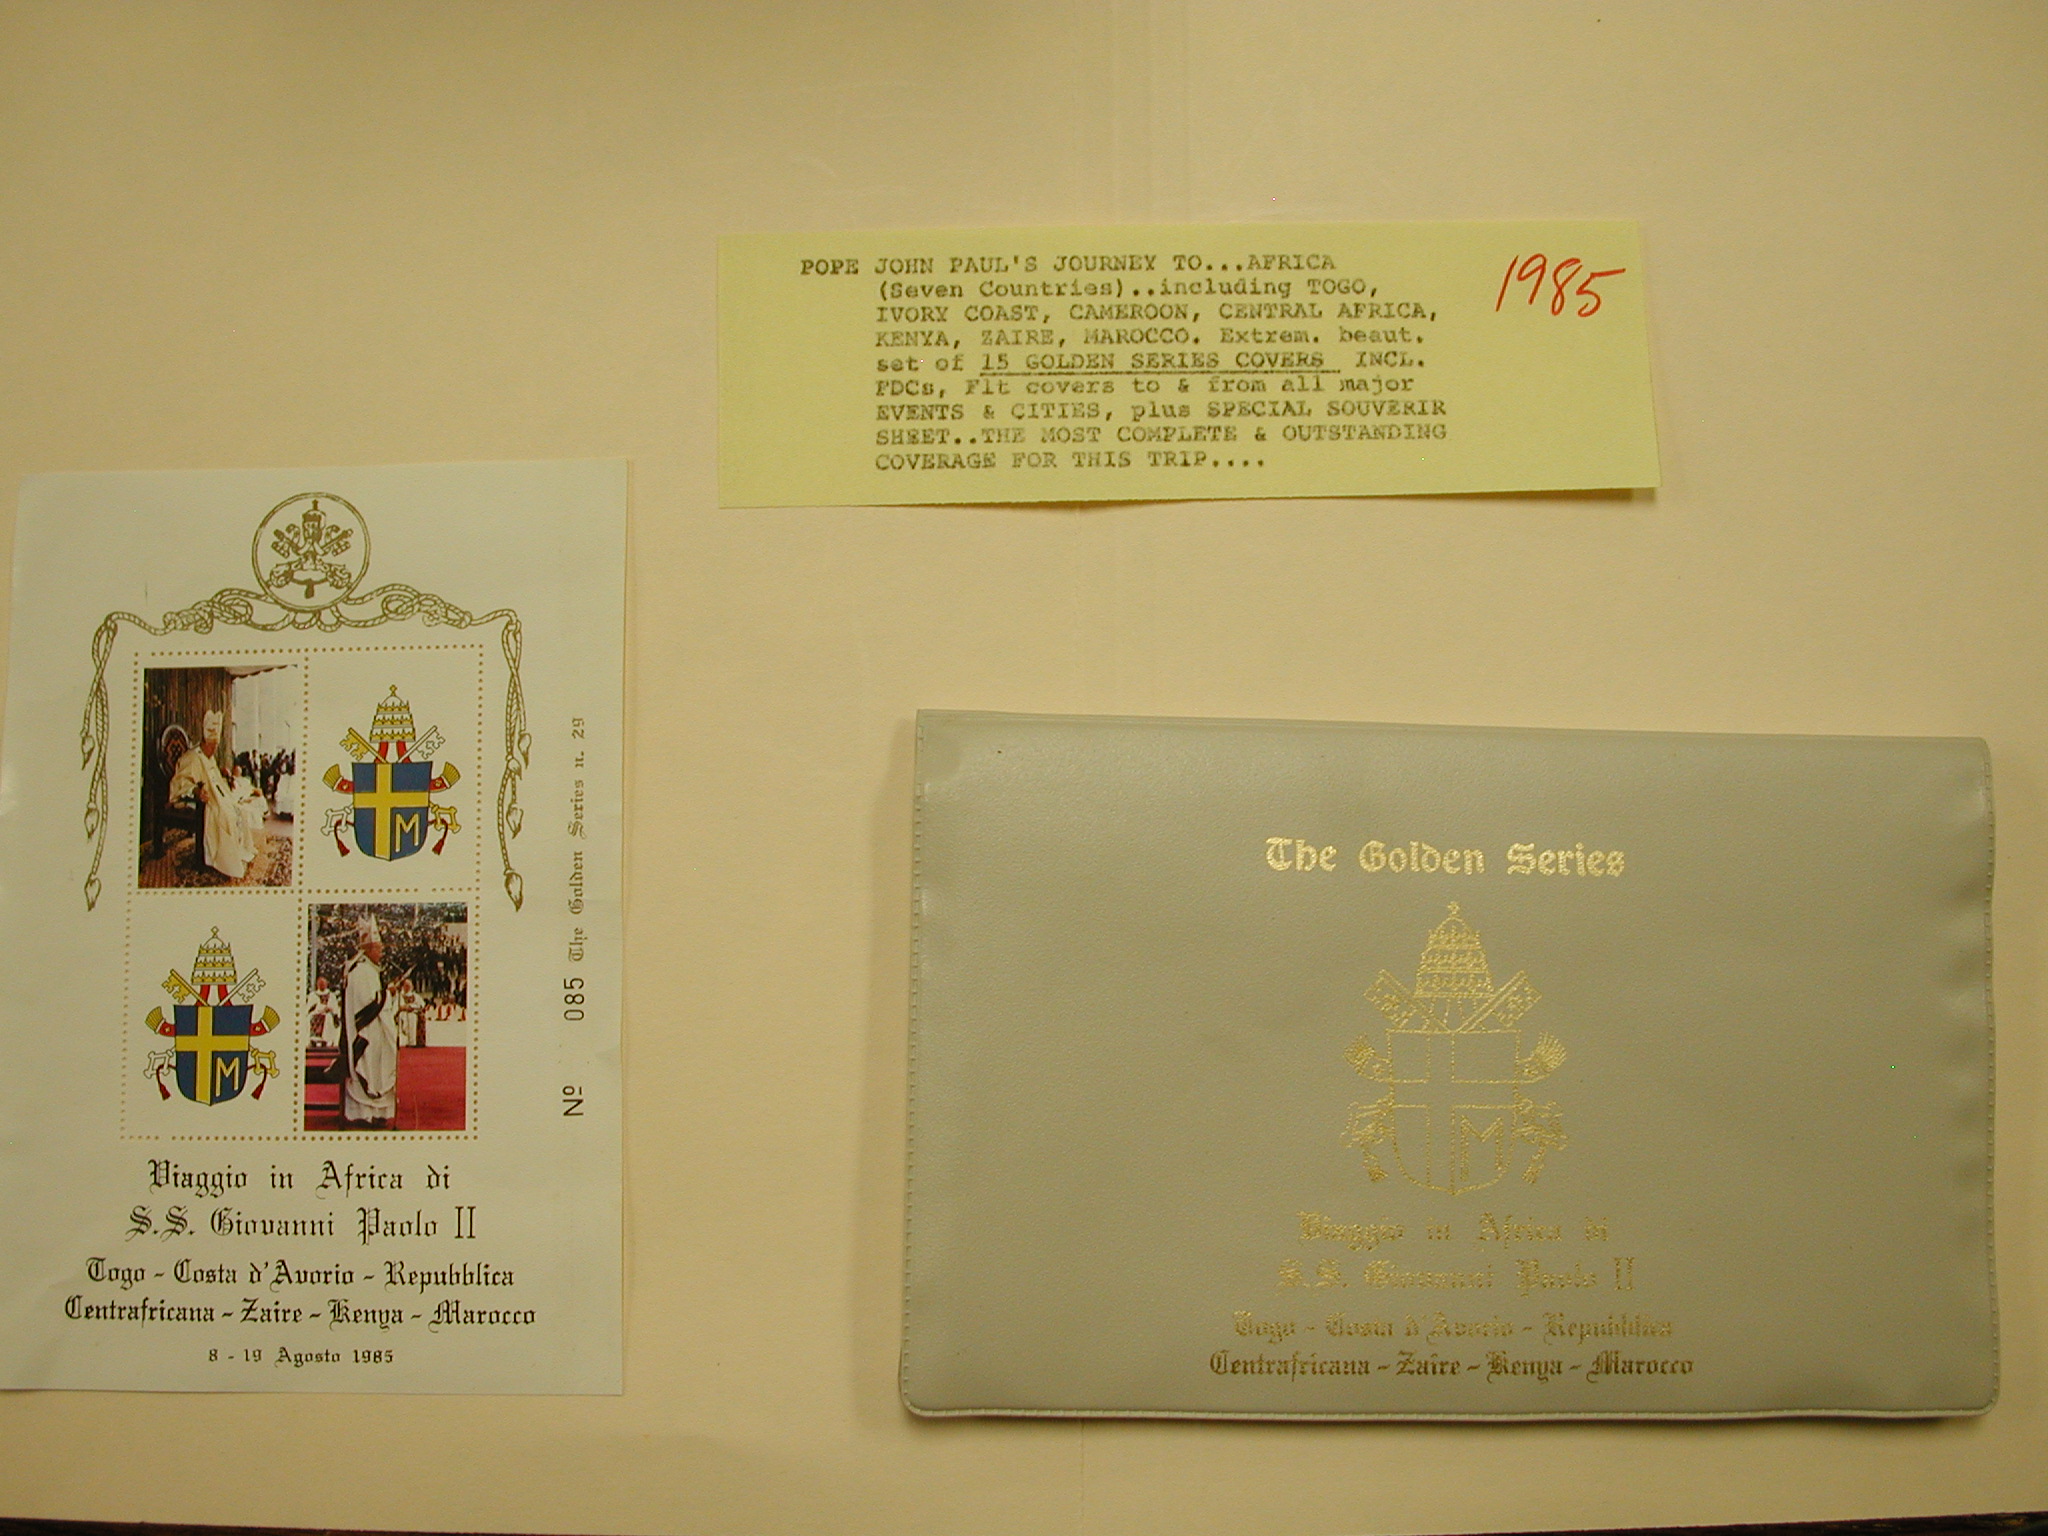 POPE JOHN PAUL'S JOURNEY TO...AFRICA
(Seven Countries)..including TOGO,
IVORY COAST, CAMEROON, CENTRAL AFRICA,
KENYA, ZAIRE, MAROCCO. Extrem. beaut.
set of 15 GOLDEN SERIES COVERS INCL.
FDCs, Flt covers to & from all major
EVENTS & CITIES, plus SPECIAL SOUVERIR
SHEET..THE MOST COMPLETE & OUTSTANDING
COVERAGE FOR THIS TRIP....
1985
M
M
Viaggio in Africa di
S.S. Giovanni Paolo II
Togo - Costa d'Avorio - Repubblica
Centrafricana - Zaire - Kenya - Marocco
8 - 19 Agosto 1985
Nº 085 The Golden Series n. 29
The Golden Series
M
Viaggio in Africa di
S.S. Giovanni Paolo II
Togo - Costa d'Avorio - Repubblica
Centrafricana - Zaire - Kenya - Marocco